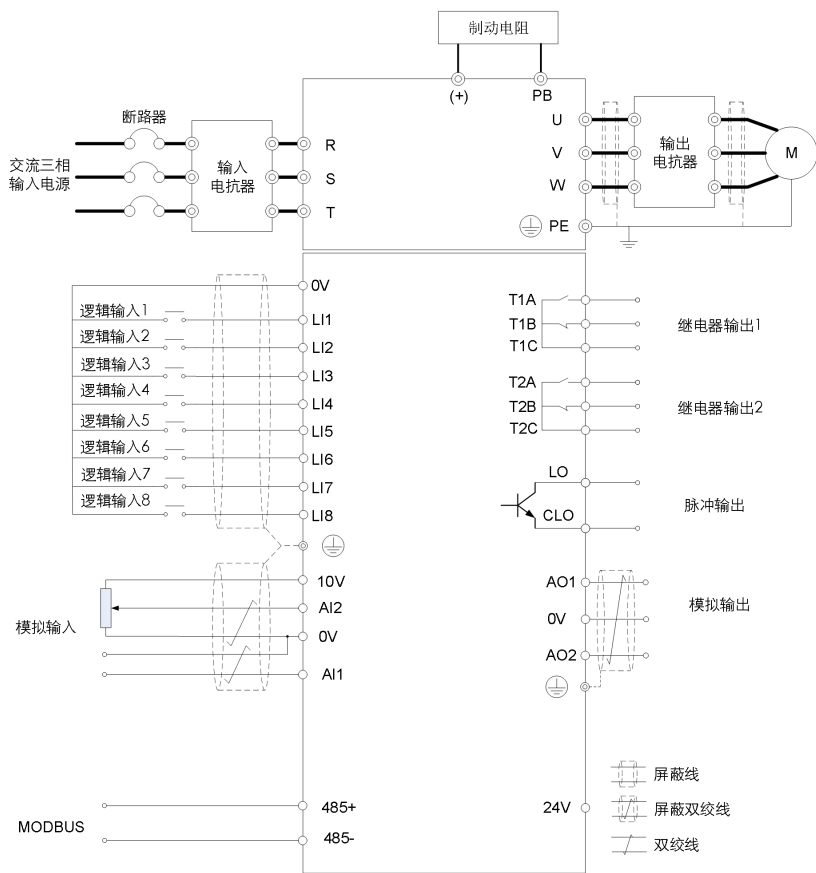 制动电阻
(+)
PB
断路器
U
R
输入
电抗器
输出
电抗器
V
M
交流三相
输入电源
S
W
T
PE
0V
逻辑输入1
LI1
逻辑输入2
LI2
逻辑输入3
LI3
逻辑输入4
LI4
逻辑输入5
LI5
逻辑输入6
LI6
逻辑输入7
LI7
逻辑输入8
LI8
T1A
T1B
继电器输出1
T1C
T2A
T2B
继电器输出2
T2C
LO
脉冲输出
CLO
10V
AI2
模拟输入
0V
AI1
AO1
模拟输出
0V
AO2
屏蔽线
屏蔽双绞线
双绞线
24V
MODBUS
485+
485-